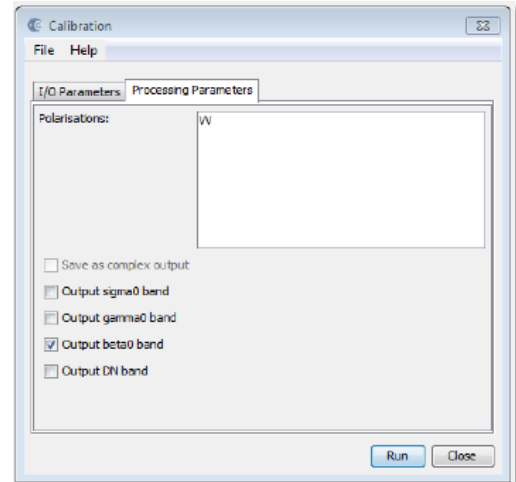 Calibration
File Help
I/O Parameters Processing Parameters
Polarisations:
VV
Save as complex output
Output sigma0 band
Output gamma0 band
Output beta0 band
Output DN band
Run Close